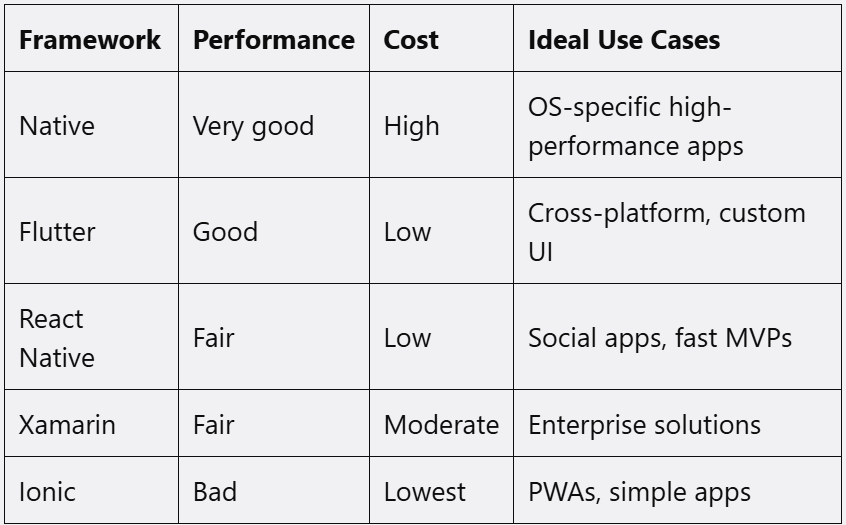 Framework Performance Cost Ideal Use Cases
Native Very good High OS-specific high-
performance apps
Flutter Good Low Cross-platform, custom
UI
React
Native Fair Low Social apps, fast MVPs
Xamarin Fair Moderate Enterprise solutions
Ionic Bad Lowest PWAs, simple apps